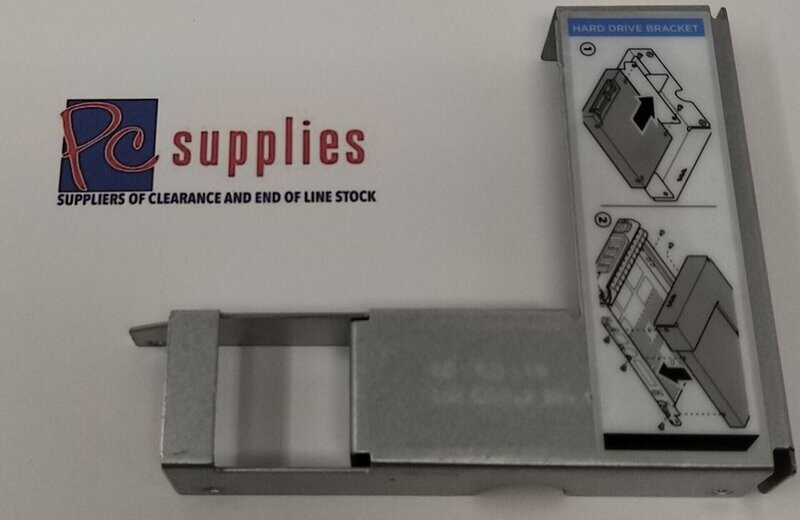 Pc supplies
SUPPLIERS OF CLEARANCE AND END OF LINE STOCK
HARD DRIVE BRACKET
1
2